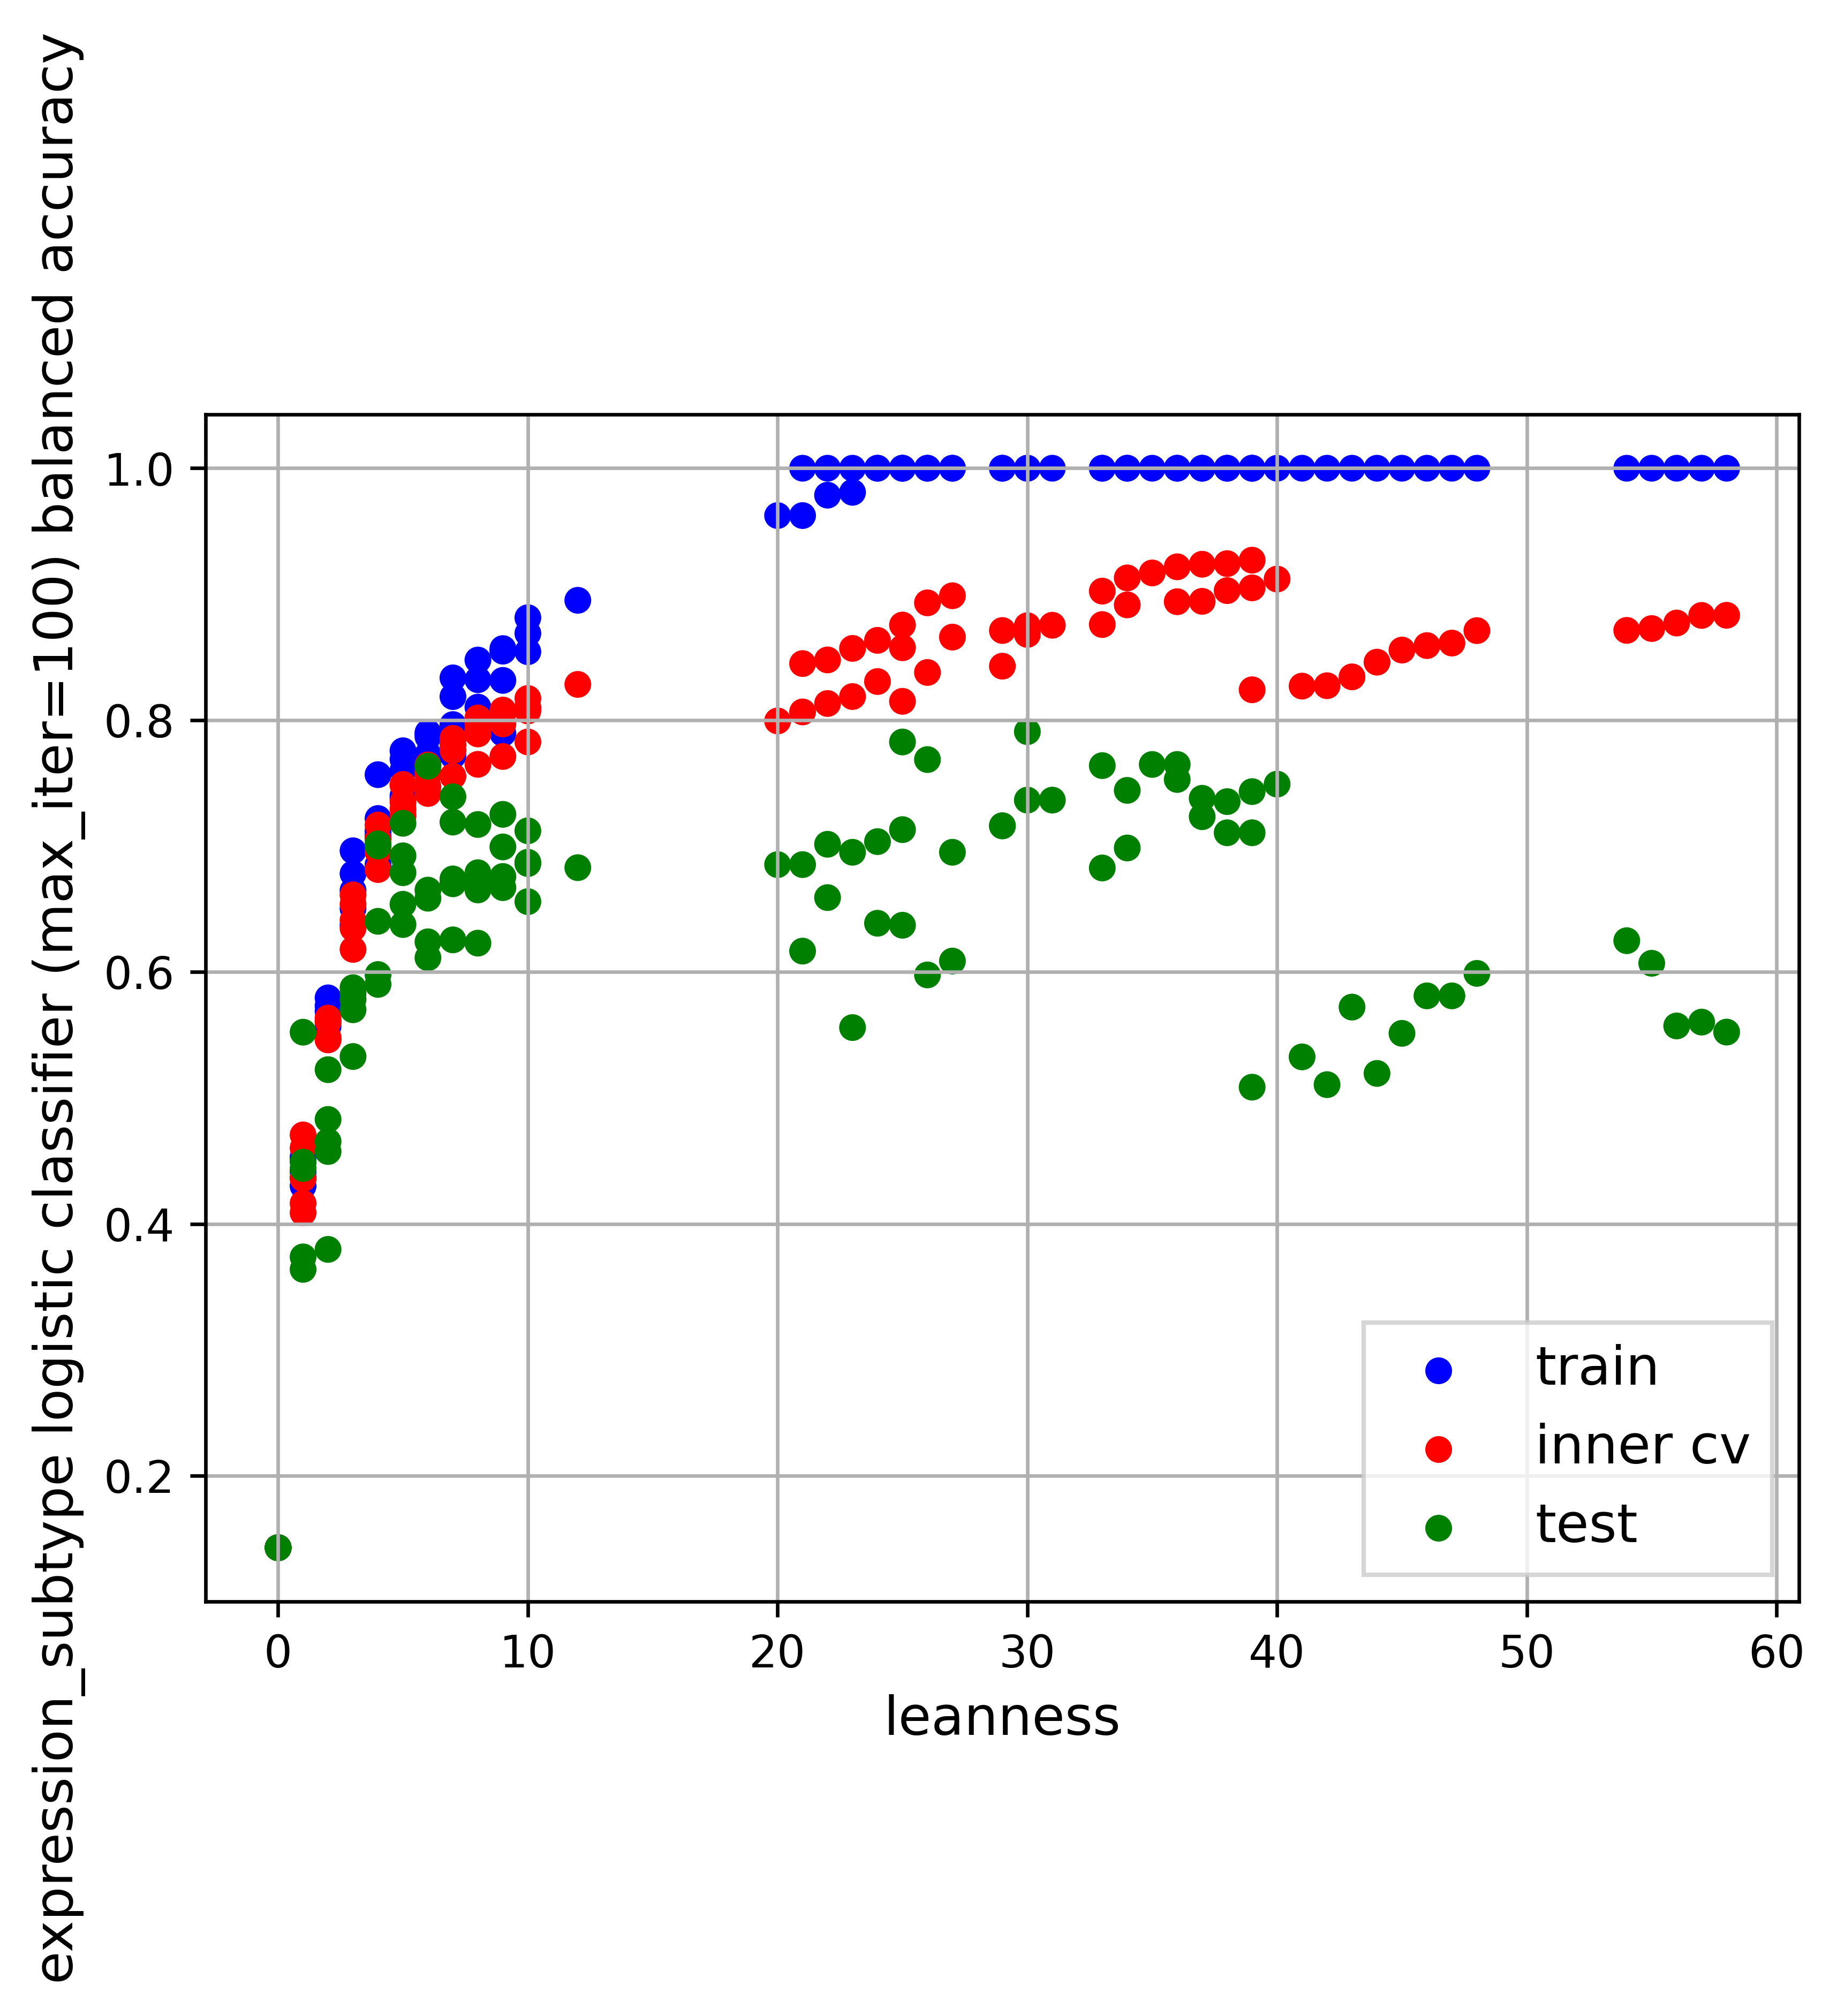 expression_subtype logistic classifier (max_iter=100) balanced accuracy
1.0
0.8
0.6
0.4
0.2
0 10 20 30 40 50 60
leanness
train
inner cv
test